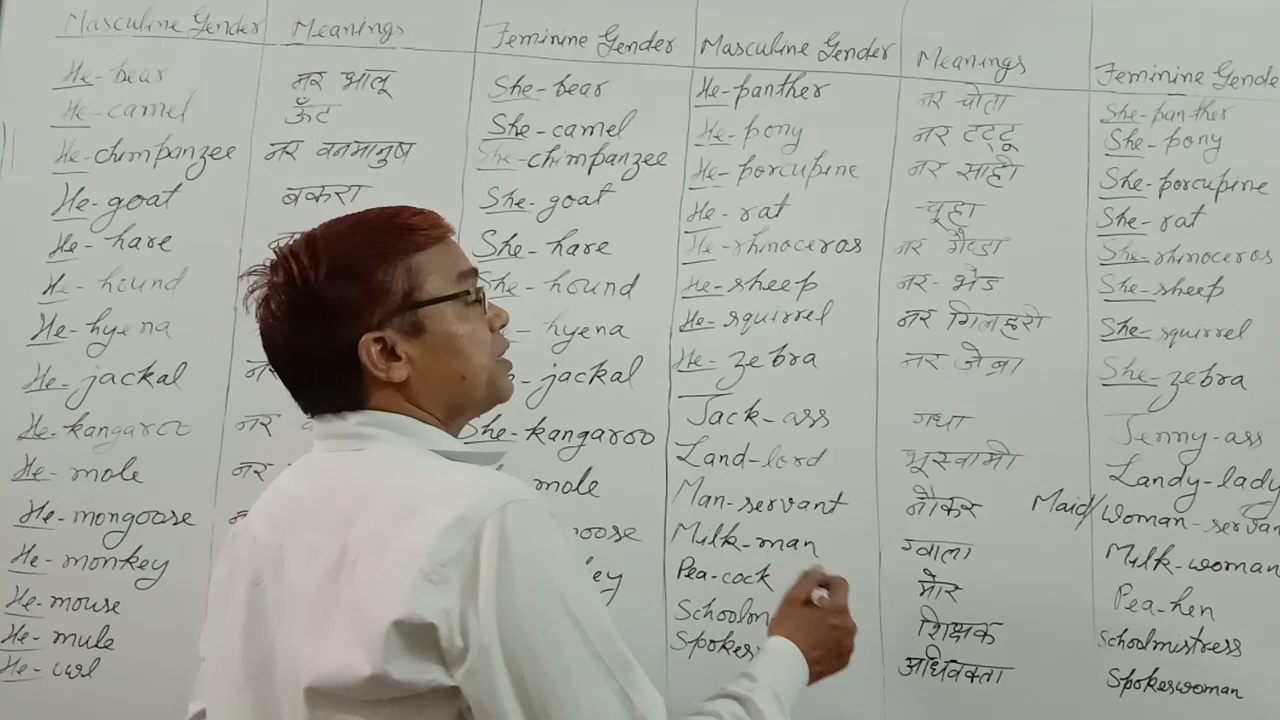 Masculine Gender Meanings Feminine Gender Masculine Gender Meanings Feminine Gende
He-bear नर भालू She-bear He-panther नर चीता She-panther
He-camel ऊँट She-camel He-pony नर टट्टू She-pony
He-chimpanzee नर वनमानुष She-chimpanzee He-porcupine नर साही She-porcupine
He-goat बकरा She-goat He-rat चूहा She-rat
He-hare She-hare He-rhinoceros नर गैण्डा She-rhinoceros
He-hound She-hound He-sheep नर-भेड़ She-sheep
He-hyena hyena He-squirrel नर गिलहरी She-squirrel
He-jackal नर -jackal He-zebra नर जेब्रा She-zebra
He-kangaroo नर She-kangaroo Jack-ass गधा Jenny-ass
He-mole नर mole Land-lord भूस्वामी Landy-lady
He-mongoose oose Man-servant नौकर Maid/woman-servan
He-monkey ey Milk-man ग्वाला Milk-woman
He-mouse Pea-cock मोर Pea-hen
He-mule Schoolm शिक्षक Schoolmistress
He-owl Spokes अधिवक्ता Spokeswoman